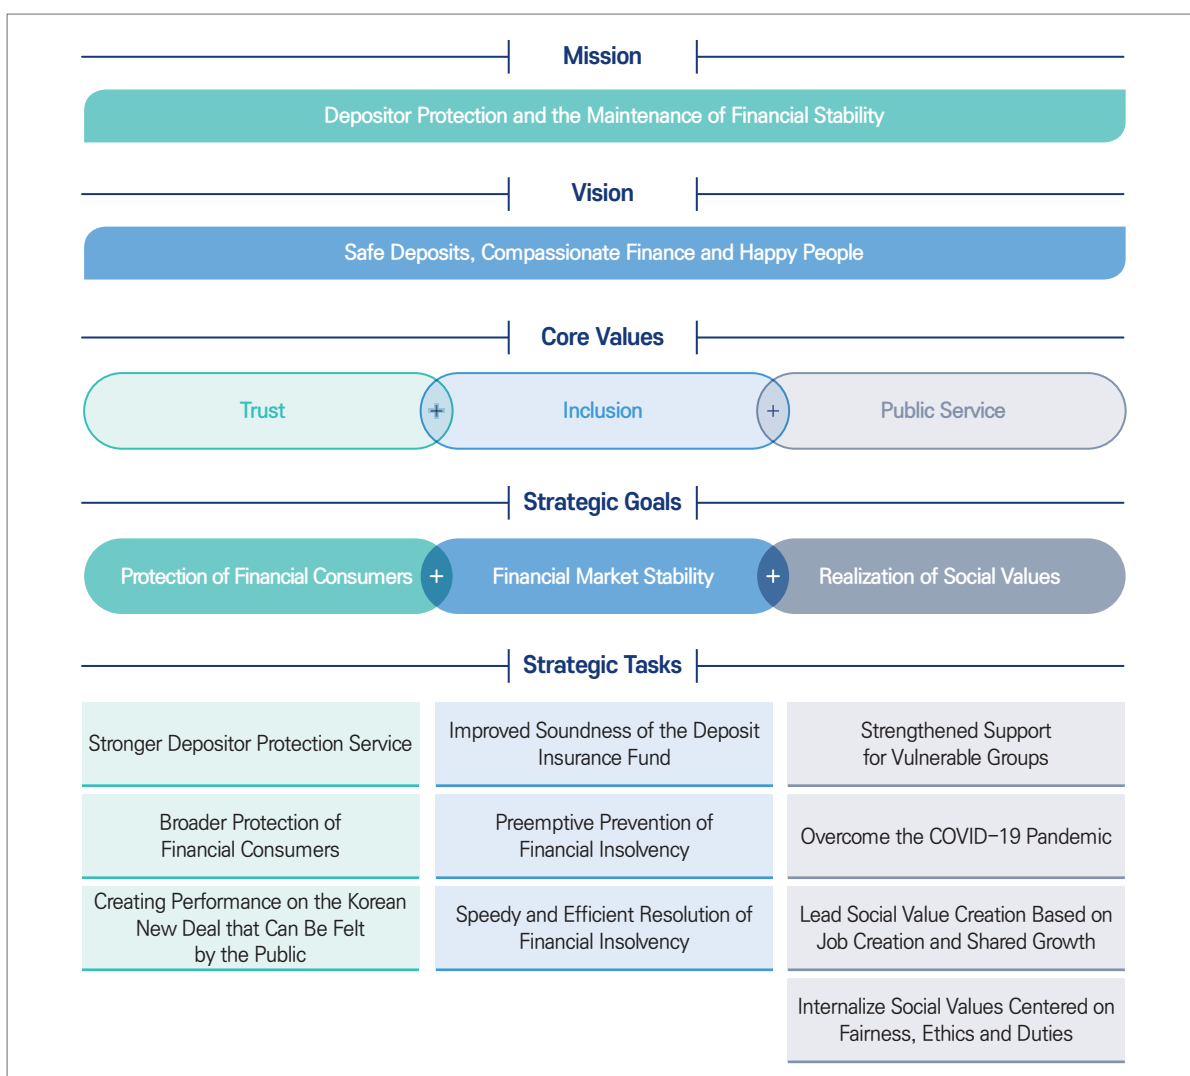 Mission
Depositor Protection and the Maintenance of Financial Stability
Vision
Safe Deposits, Compassionate Finance and Happy People
Core Values
Trust
+
Inclusion
+
Public Service
Strategic Goals
Protection of Financial Consumers
+
Financial Market Stability
+
Realization of Social Values
Strategic Tasks
Stronger Depositor Protection Service
Broader Protection of
Financial Consumers
Creating Performance on the Korean
New Deal that Can Be Felt
by the Public
Improved Soundness of the Deposit
Insurance Fund
Preemptive Prevention of
Financial Insolvency
Speedy and Efficient Resolution of
Financial Insolvency
Strengthened Support
for Vulnerable Groups
Overcome the COVID-19 Pandemic
Lead Social Value Creation Based on
Job Creation and Shared Growth
Internalize Social Values Centered on
Fairness, Ethics and Duties